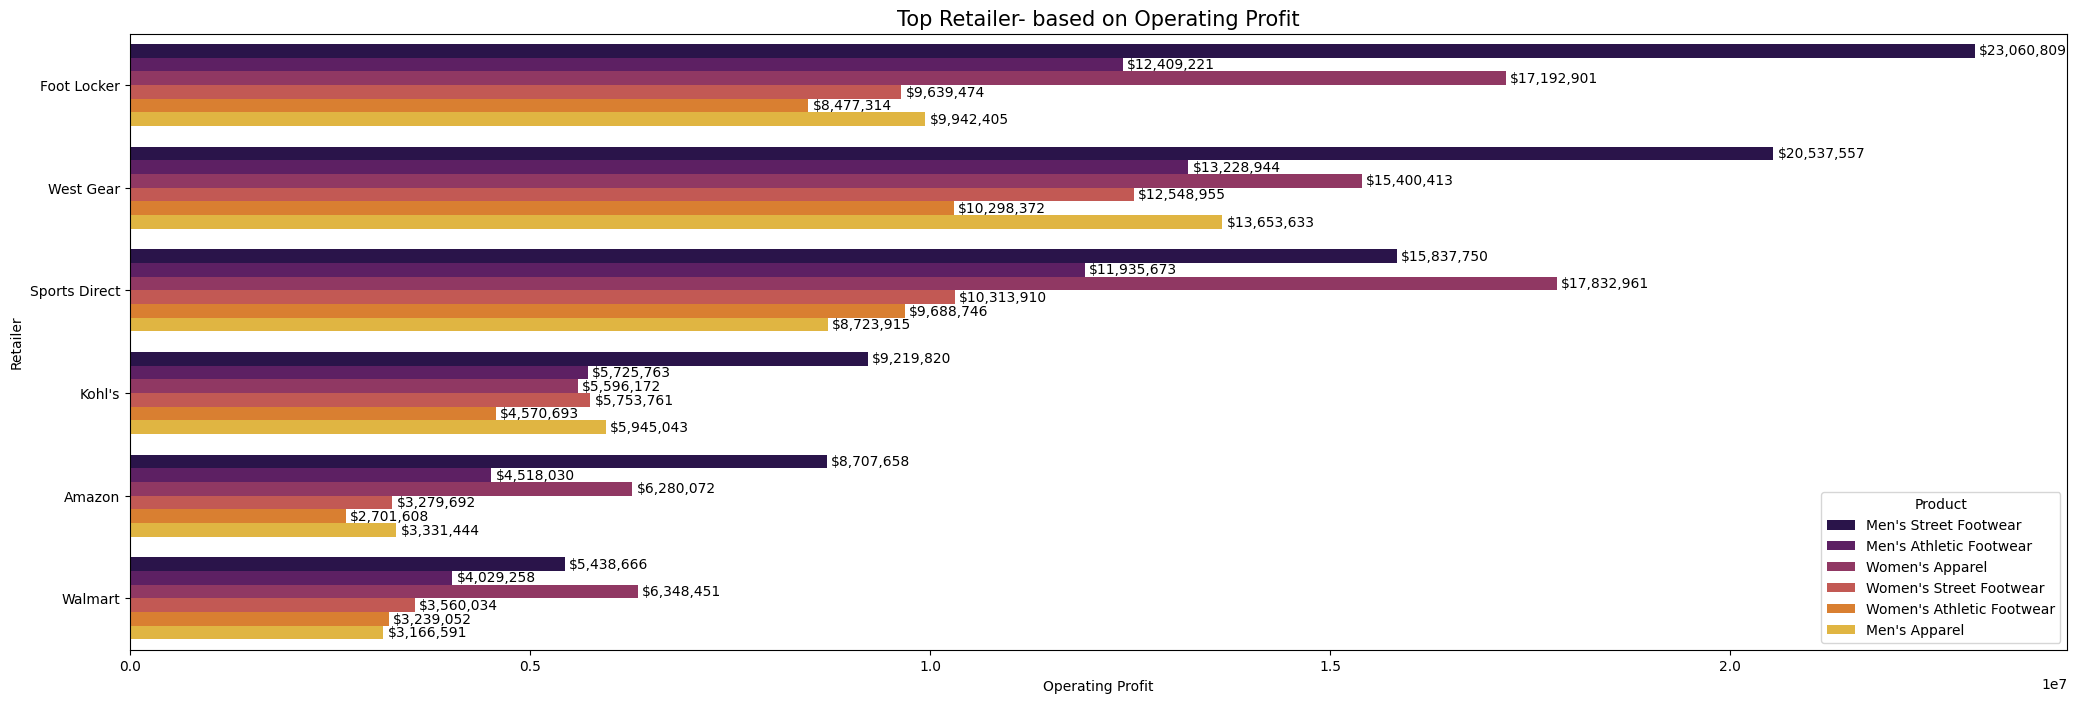 Top Retailer- based on Operating Profit
Retailer
Foot Locker
$23,060,809
$12,409,221
$17,192,901
$9,639,474
$8,477,314
$9,942,405
West Gear
$20,537,557
$13,228,944
$15,400,413
$12,548,955
$10,298,372
$13,653,633
Sports Direct
$15,837,750
$11,935,673
$17,832,961
$10,313,910
$9,688,746
$8,723,915
Kohl's
$9,219,820
$5,725,763
$5,596,172
$5,753,761
$4,570,693
$5,945,043
Amazon
$8,707,658
$4,518,030
$6,280,072
$3,279,692
$2,701,608
$3,331,444
Walmart
$5,438,666
$4,029,258
$6,348,451
$3,560,034
$3,239,052
$3,166,591
Product
Men's Street Footwear
Men's Athletic Footwear
Women's Apparel
Women's Street Footwear
Women's Athletic Footwear
Men's Apparel
0.0 0.5 1.0 1.5 2.0
1e7
Operating Profit